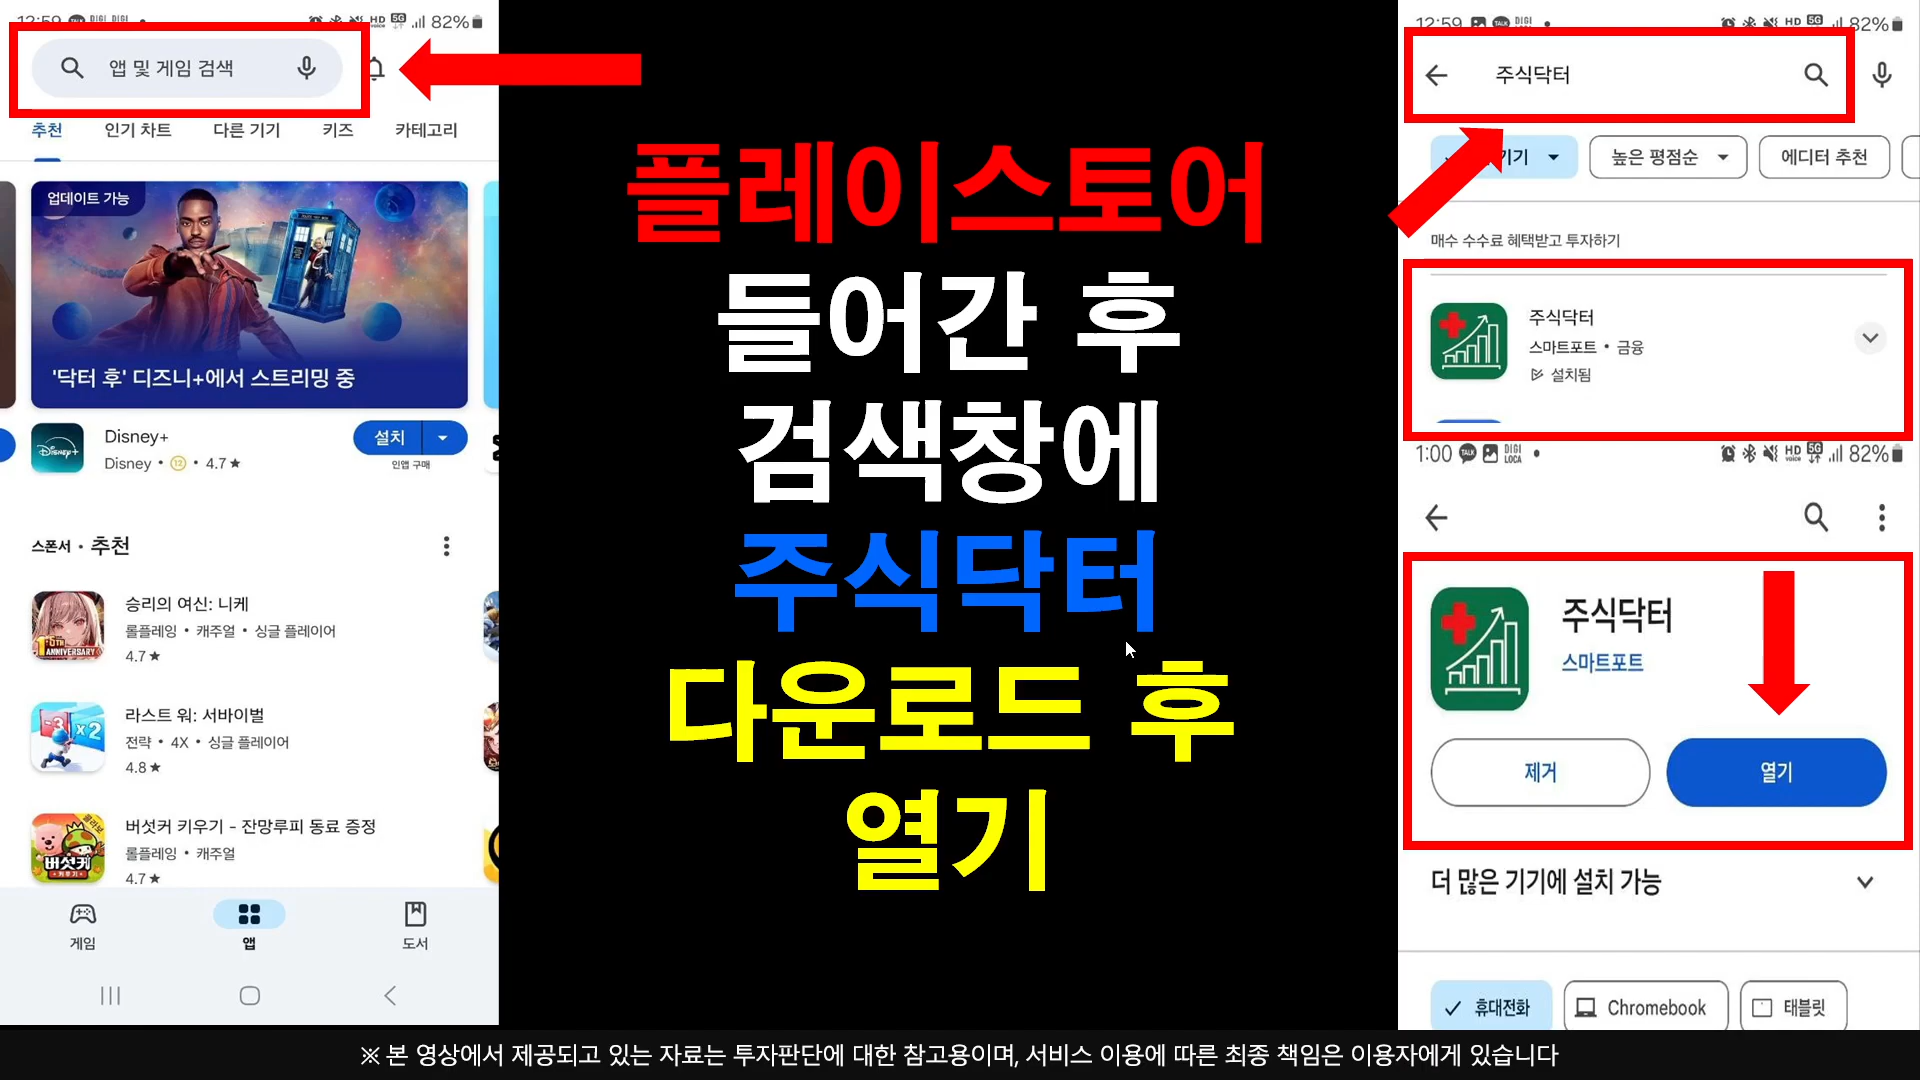 82%
앱 및 게임 검색
추천
인기 차트
다른 기기
키즈
카테고리
업데이트 가능
'닥터 후' 디즈니+에서 스트리밍 중
Disney+
Disney+
Disney • 12 • 4.7★
설치
인앱 구매
스폰서 • 추천
승리의 여신: 니케
롤플레잉 • 캐주얼 • 싱글 플레이어
4.7★
라스트 워: 서바이벌
전략 • 4X • 싱글 플레이어
4.8★
버섯커 키우기 - 잔망루피 동료 증정
롤플레잉 • 캐주얼
4.7★
게임
앱
도서
플레이스토어
들어간 후
검색창에
주식닥터
다운로드 후
열기
12:59
82%
주식닥터
기기
높은 평점순
에디터 추천
매수 수수료 혜택받고 투자하기
주식닥터
스마트포트 • 금융
설치됨
1:00
82%
주식닥터
스마트포트
제거
열기
더 많은 기기에 설치 가능
휴대전화
Chromebook
태블릿
※ 본 영상에서 제공되고 있는 자료는 투자판단에 대한 참고용이며, 서비스 이용에 따른 최종 책임은 이용자에게 있습니다